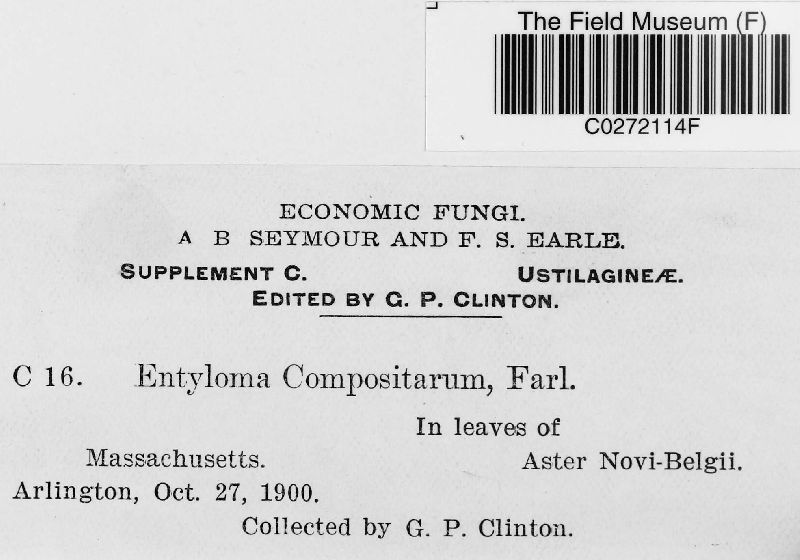 The Field Museum (F)
C0272114F
ECONOMIC FUNGI.
A B SEYMOUR AND F. S. EARLE.
SUPPLEMENT C. USTILAGINEÆ.
EDITED BY G. P. CLINTON.
C 16. Entyloma Compositarum, Farl.
In leaves of
Massachusetts. Aster Novi-Belgii.
Arlington, Oct. 27, 1900.
Collected by G. P. Clinton.